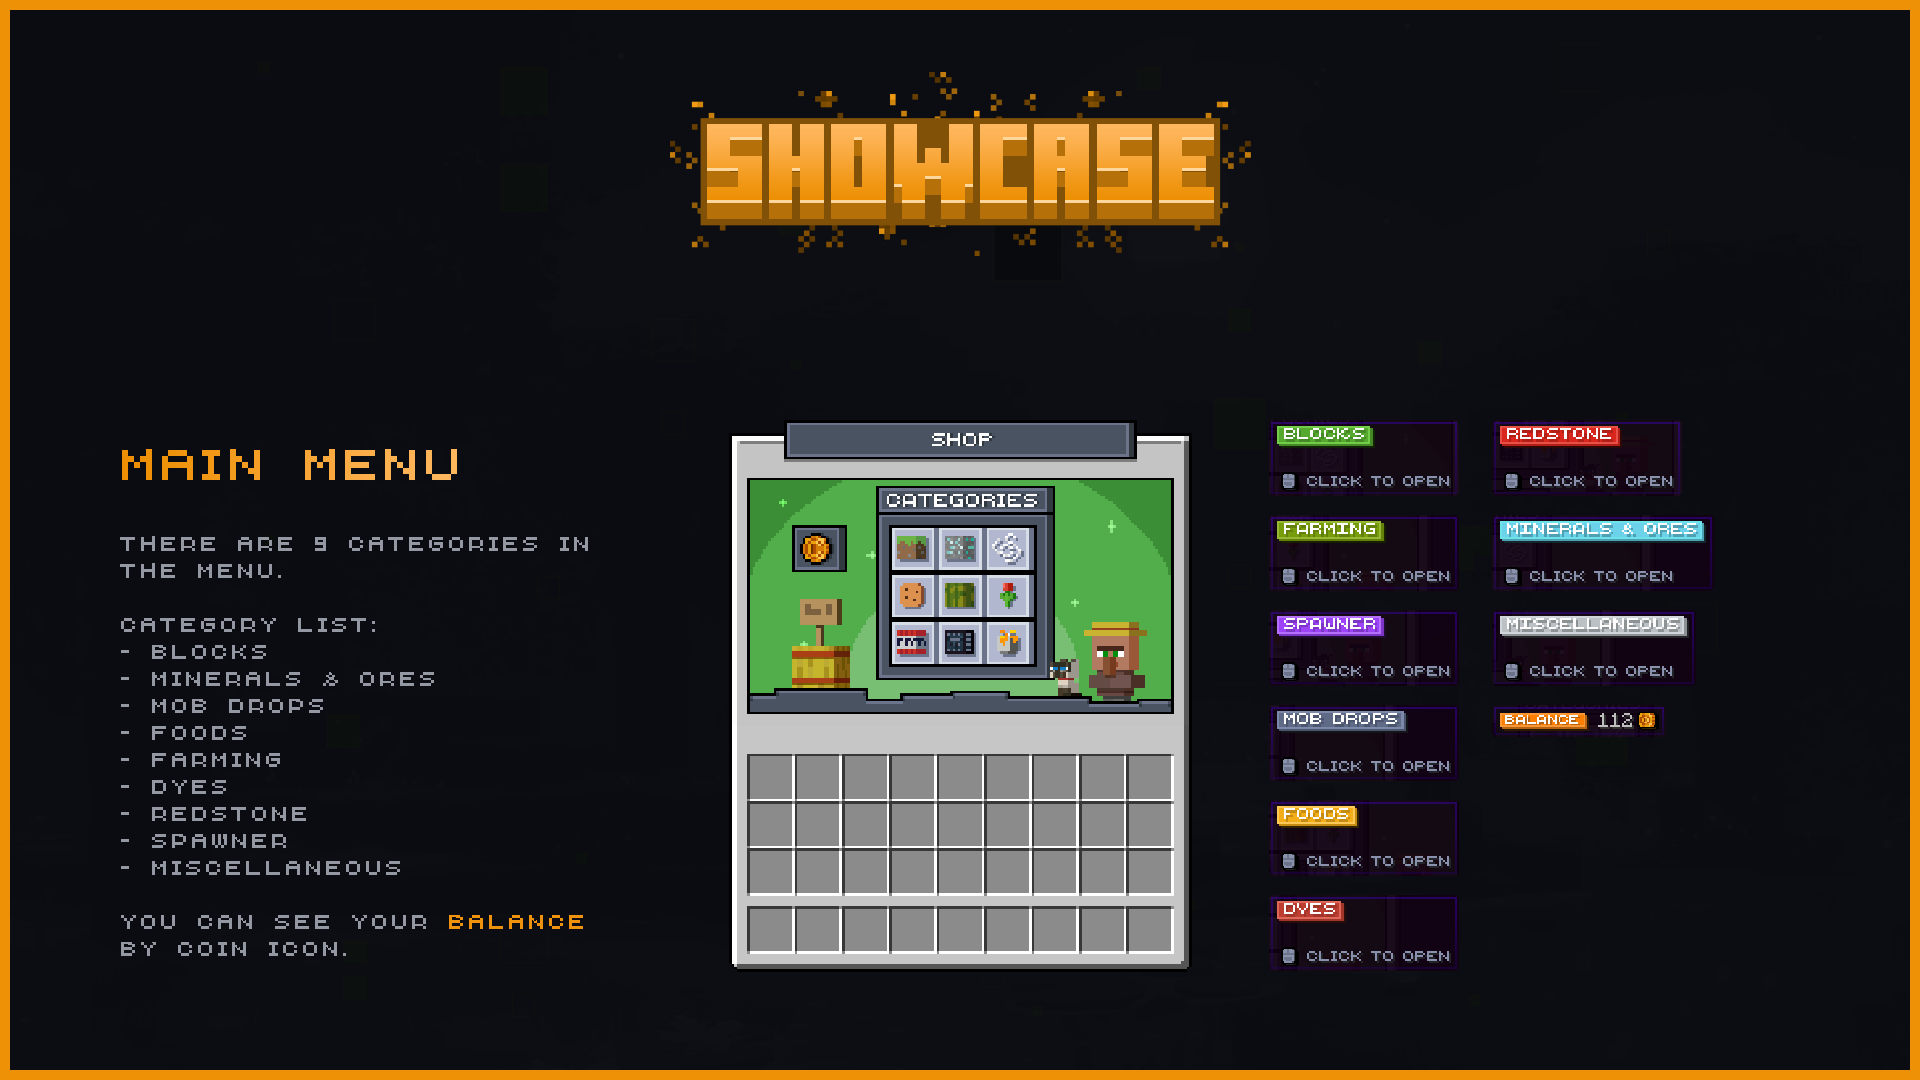 SHOWCASE
MAIN MENU
THERE ARE 9 CATEGORIES IN
THE MENU.
CATEGORY LIST:
- BLOCKS
- MINERALS & ORES
- MOB DROPS
- FOODS
- FARMING
- DYES
- REDSTONE
- SPAWNER
- MISCELLANEOUS
YOU CAN SEE YOUR BALANCE
BY COIN ICON.
SHOP
CATEGORIES
BLOCKS
CLICK TO OPEN
FARMING
CLICK TO OPEN
SPAWNER
CLICK TO OPEN
MOB DROPS
CLICK TO OPEN
FOODS
CLICK TO OPEN
DYES
CLICK TO OPEN
REDSTONE
CLICK TO OPEN
MINERALS & ORES
CLICK TO OPEN
MISCELLANEOUS
CLICK TO OPEN
BALANCE 112